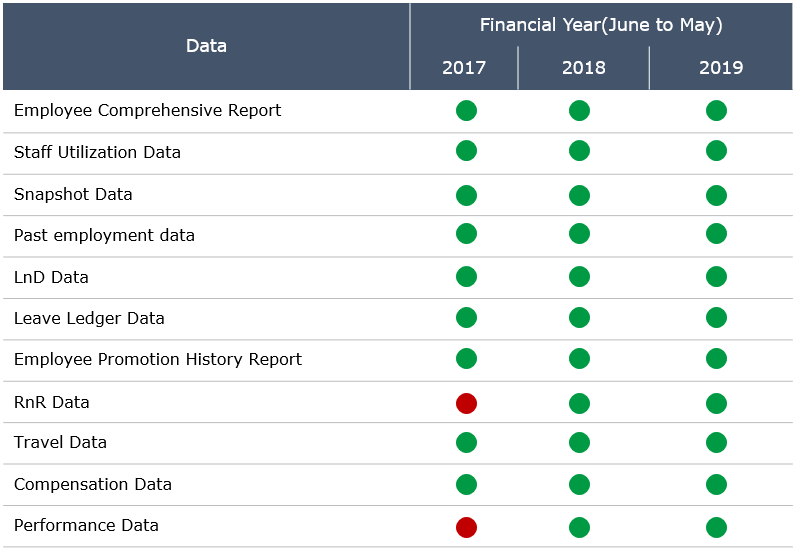 Data
Financial Year(June to May)
2017 2018 2019
Employee Comprehensive Report
Staff Utilization Data
Snapshot Data
Past employment data
LnD Data
Leave Ledger Data
Employee Promotion History Report
RnR Data
Travel Data
Compensation Data
Performance Data